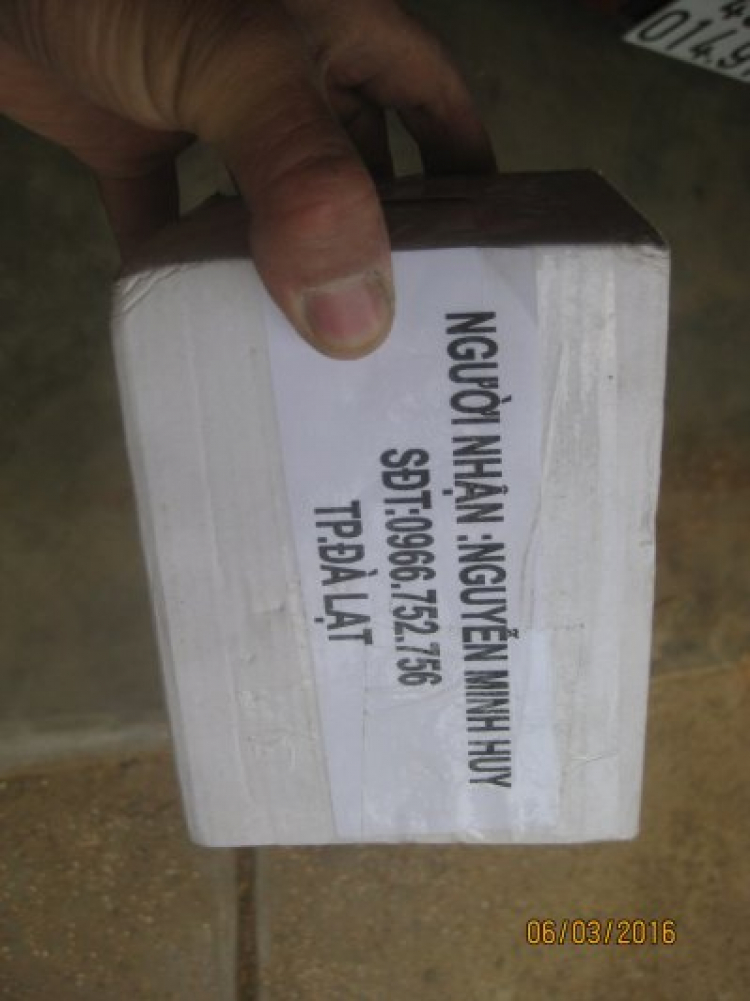 NGƯỜI NHẬN :NGUYỄN MINH HUY
SĐT:0966.752.756
TP.ĐÀ LẠT
06/03/2016